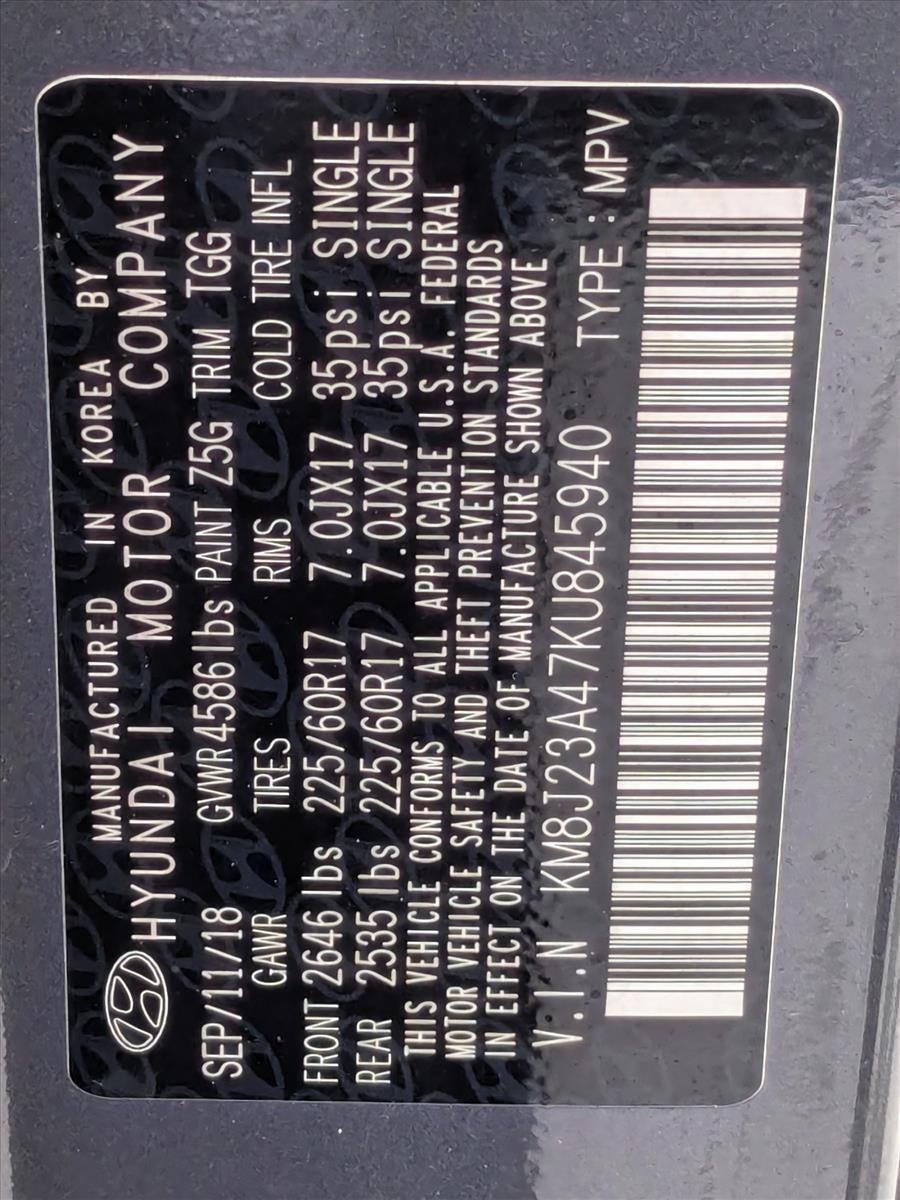 MANUFACTURED IN KOREA BY
HYUNDAI MOTOR COMPANY
SEP/11/18 GVWR 4586 lbs PAINT Z5G TRIM TGG
GAWR TIRES RIMS COLD TIRE INFL
FRONT 2646 lbs 225/60R17 7.0JX17 35psi SINGLE
REAR 2535 lbs 225/60R17 7.0JX17 35psi SINGLE
THIS VEHICLE CONFORMS TO ALL APPLICABLE U.S.A. FEDERAL
MOTOR VEHICLE SAFETY AND THEFT PREVENTION STANDARDS
IN EFFECT ON THE DATE OF MANUFACTURE SHOWN ABOVE
V.I.N KM8J23A47KU845940 TYPE : MPV